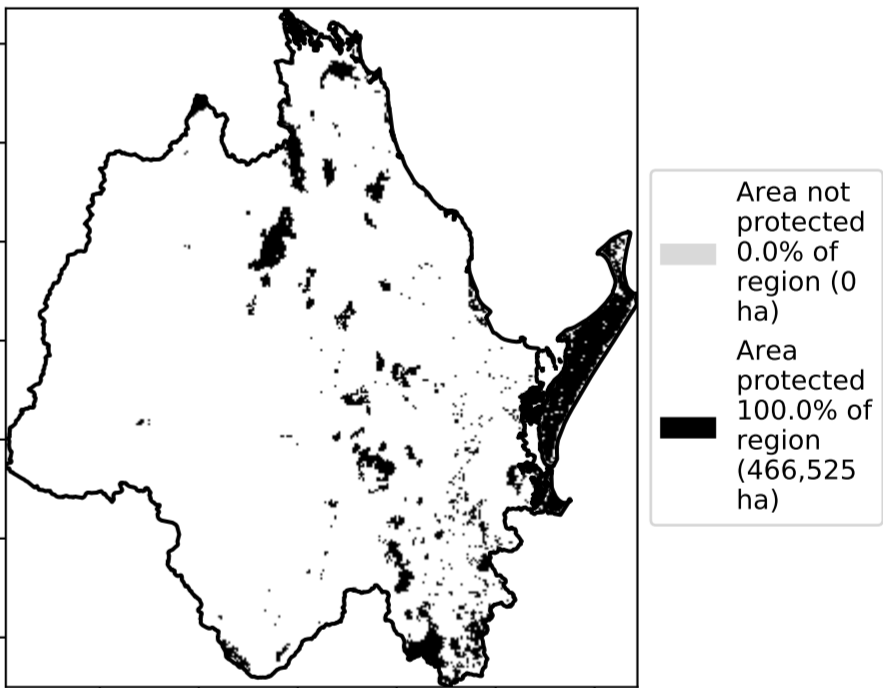 Area not
protected
0.0% of
region (0
ha)
Area
protected
100.0% of
region
(466,525
ha)